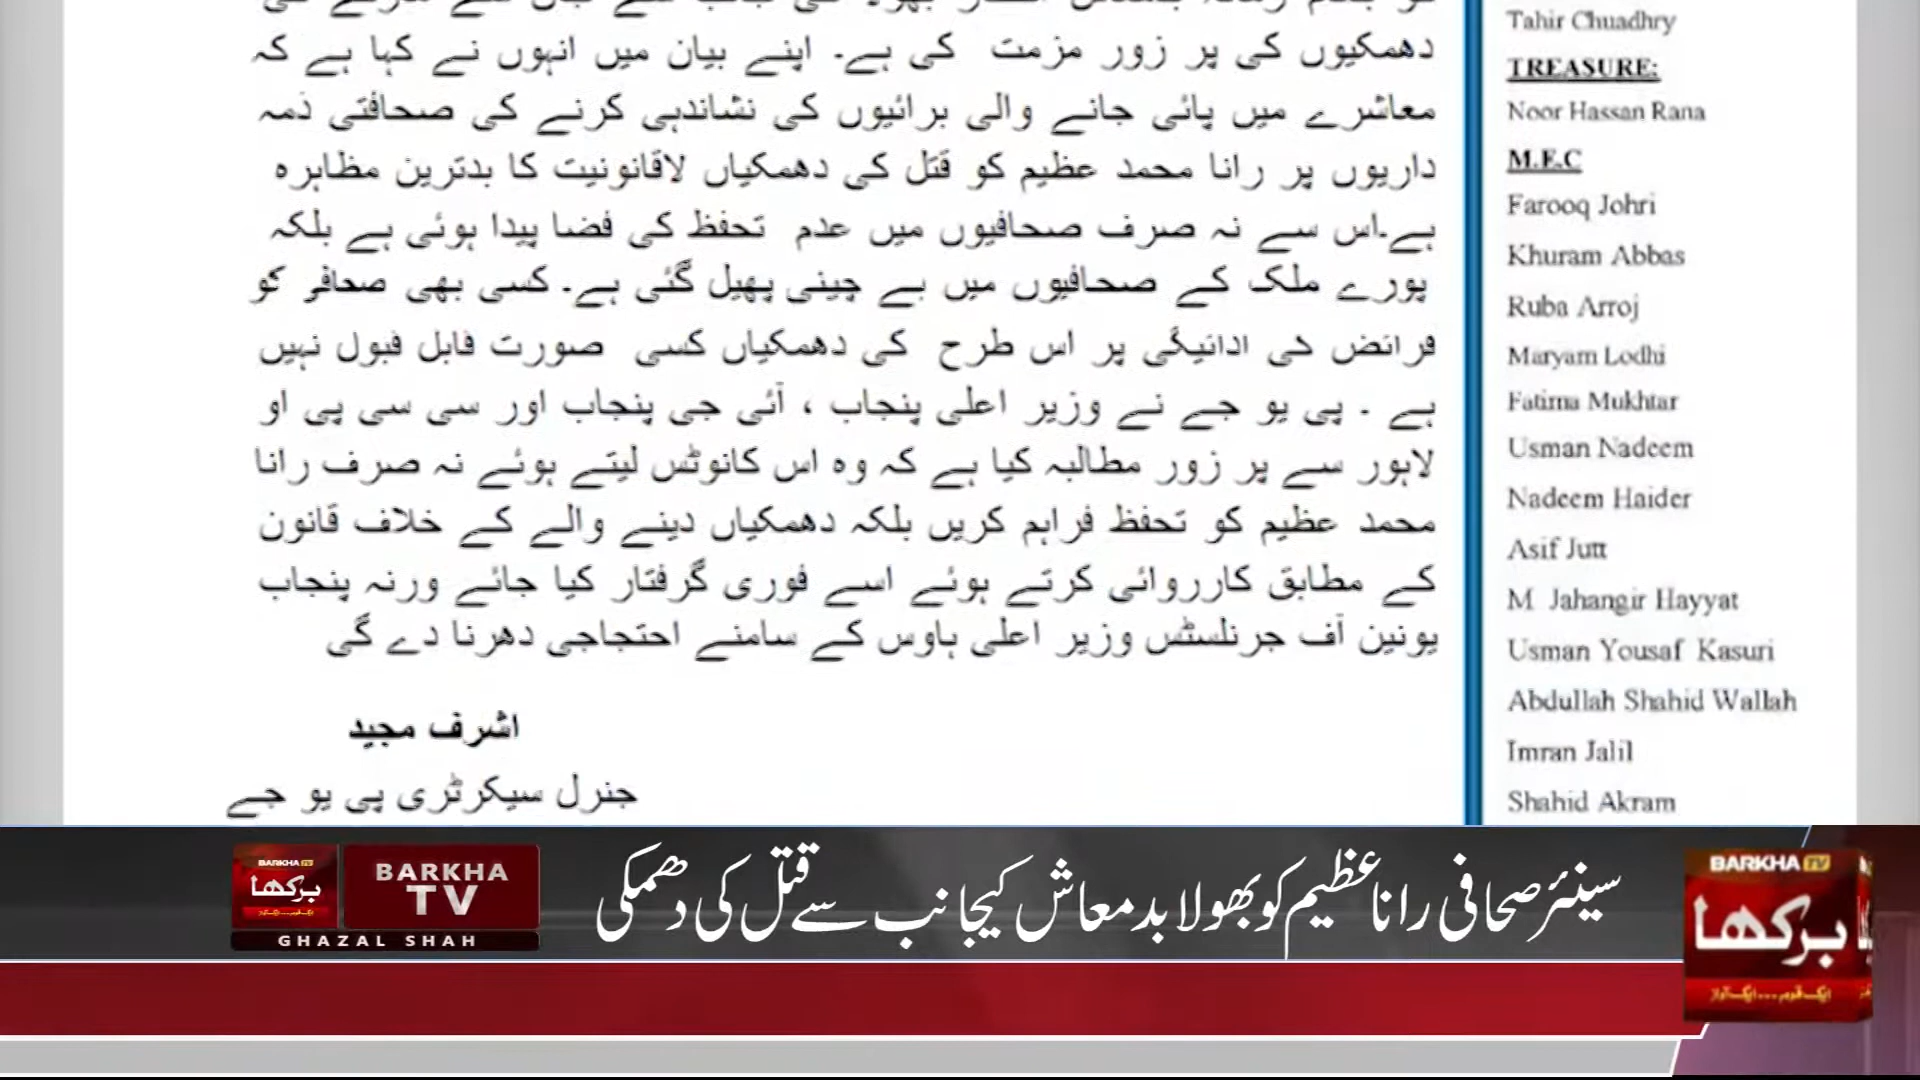 دھمکیوں کی پر زور مزمت کی ہے۔ اپنے بیان میں انہوں نے کہا ہے کہ
معاشرے میں پائی جانے والی برائیوں کی نشاندہی کرنے کی صحافتی ذمہ
داریوں پر رانا محمد عظیم کو قتل کی دھمکیاں لاقانونیت کا بدترین مظاہرہ
ہے۔اس سے نہ صرف صحافیوں میں عدم تحفظ کی فضا پیدا ہوئی ہے بلکہ
پورے ملک کے صحافیوں میں بے چینی پھیل گئی ہے۔ کسی بھی صحافر کو
فرائض کی ادائیگی پر اس طرح کی دھمکیاں کسی صورت قابل قبول نہیں
ہے ۔ پی یو جے نے وزیر اعلی پنجاب ، آئی جی پنجاب اور سی سی پی او
لاہور سے پر زور مطالبہ کیا ہے کہ وہ اس کانوٹس لیتے ہوئے نہ صرف رانا
محمد عظیم کو تحفظ فراہم کریں بلکہ دھمکیاں دینے والے کے خلاف قانون
کے مطابق کارروائی کرتے ہوئے اسے فوری گرفتار کیا جائے ورنہ پنجاب
یونین آف جرنلسٹس وزیر اعلی ہاوس کے سامنے احتجاجی دھرنا دے گی
اشرف مجید
جنرل سیکرٹری پی یو جے
Tahir Chuadhry
TREASURE:
Noor Hassan Rana
M.E.C
Farooq Johri
Khuram Abbas
Ruba Arroj
Maryam Lodhi
Fatima Mukhtar
Usman Nadeem
Nadeem Haider
Asif Jutt
M Jahangir Hayyat
Usman Yousaf Kasuri
Abdullah Shahid Wallah
Imran Jalil
Shahid Akram
BARKHA TV
برکھا
BARKHA
TV
GHAZAL SHAH
سینئر صحافی رانا عظیم کو بھولا بدمعاش کیجانب سے قتل کی دھمکی
BARKHA TV
برکھا
ایک قوم۔۔۔ایک آواز